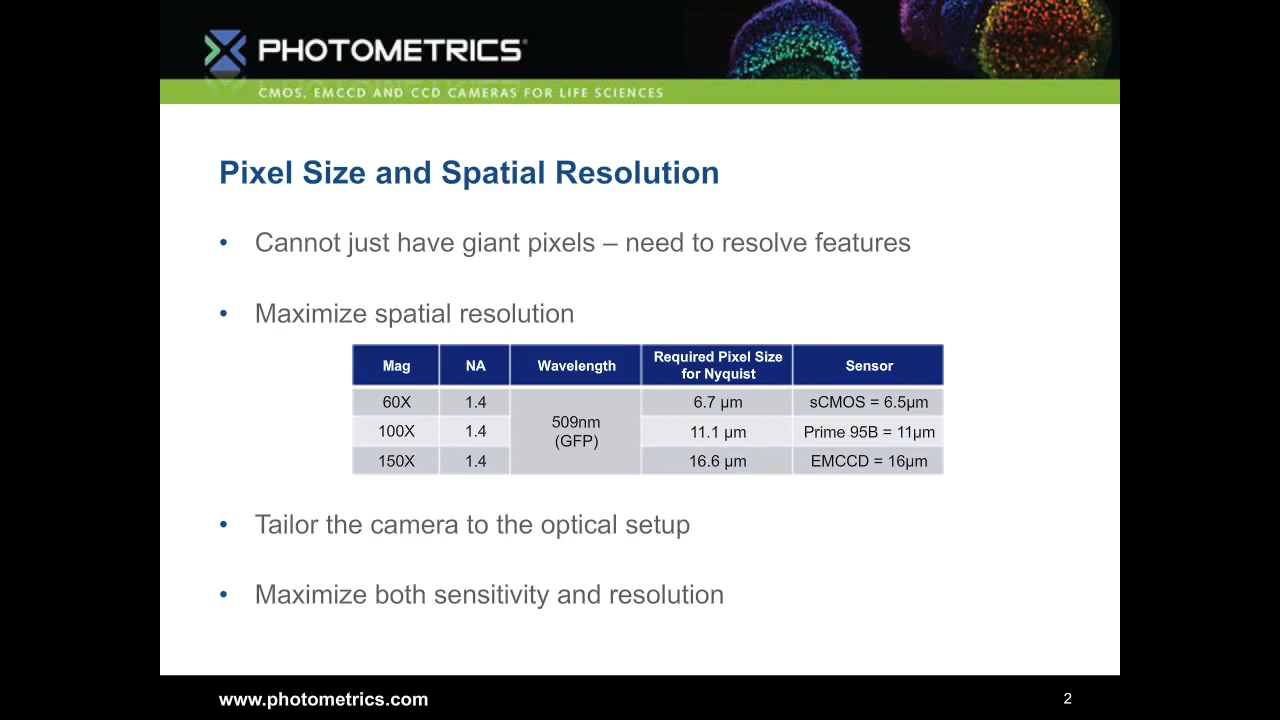 PHOTOMETRICS®
CMOS, EMCCD AND CCD CAMERAS FOR LIFE SCIENCES
Pixel Size and Spatial Resolution
• Cannot just have giant pixels – need to resolve features
• Maximize spatial resolution
Mag NA Wavelength Required Pixel Size for Nyquist Sensor
60X 1.4 509nm (GFP) 6.7 µm sCMOS = 6.5µm
100X 1.4 11.1 µm Prime 95B = 11µm
150X 1.4 16.6 µm EMCCD = 16µm
• Tailor the camera to the optical setup
• Maximize both sensitivity and resolution
www.photometrics.com 2